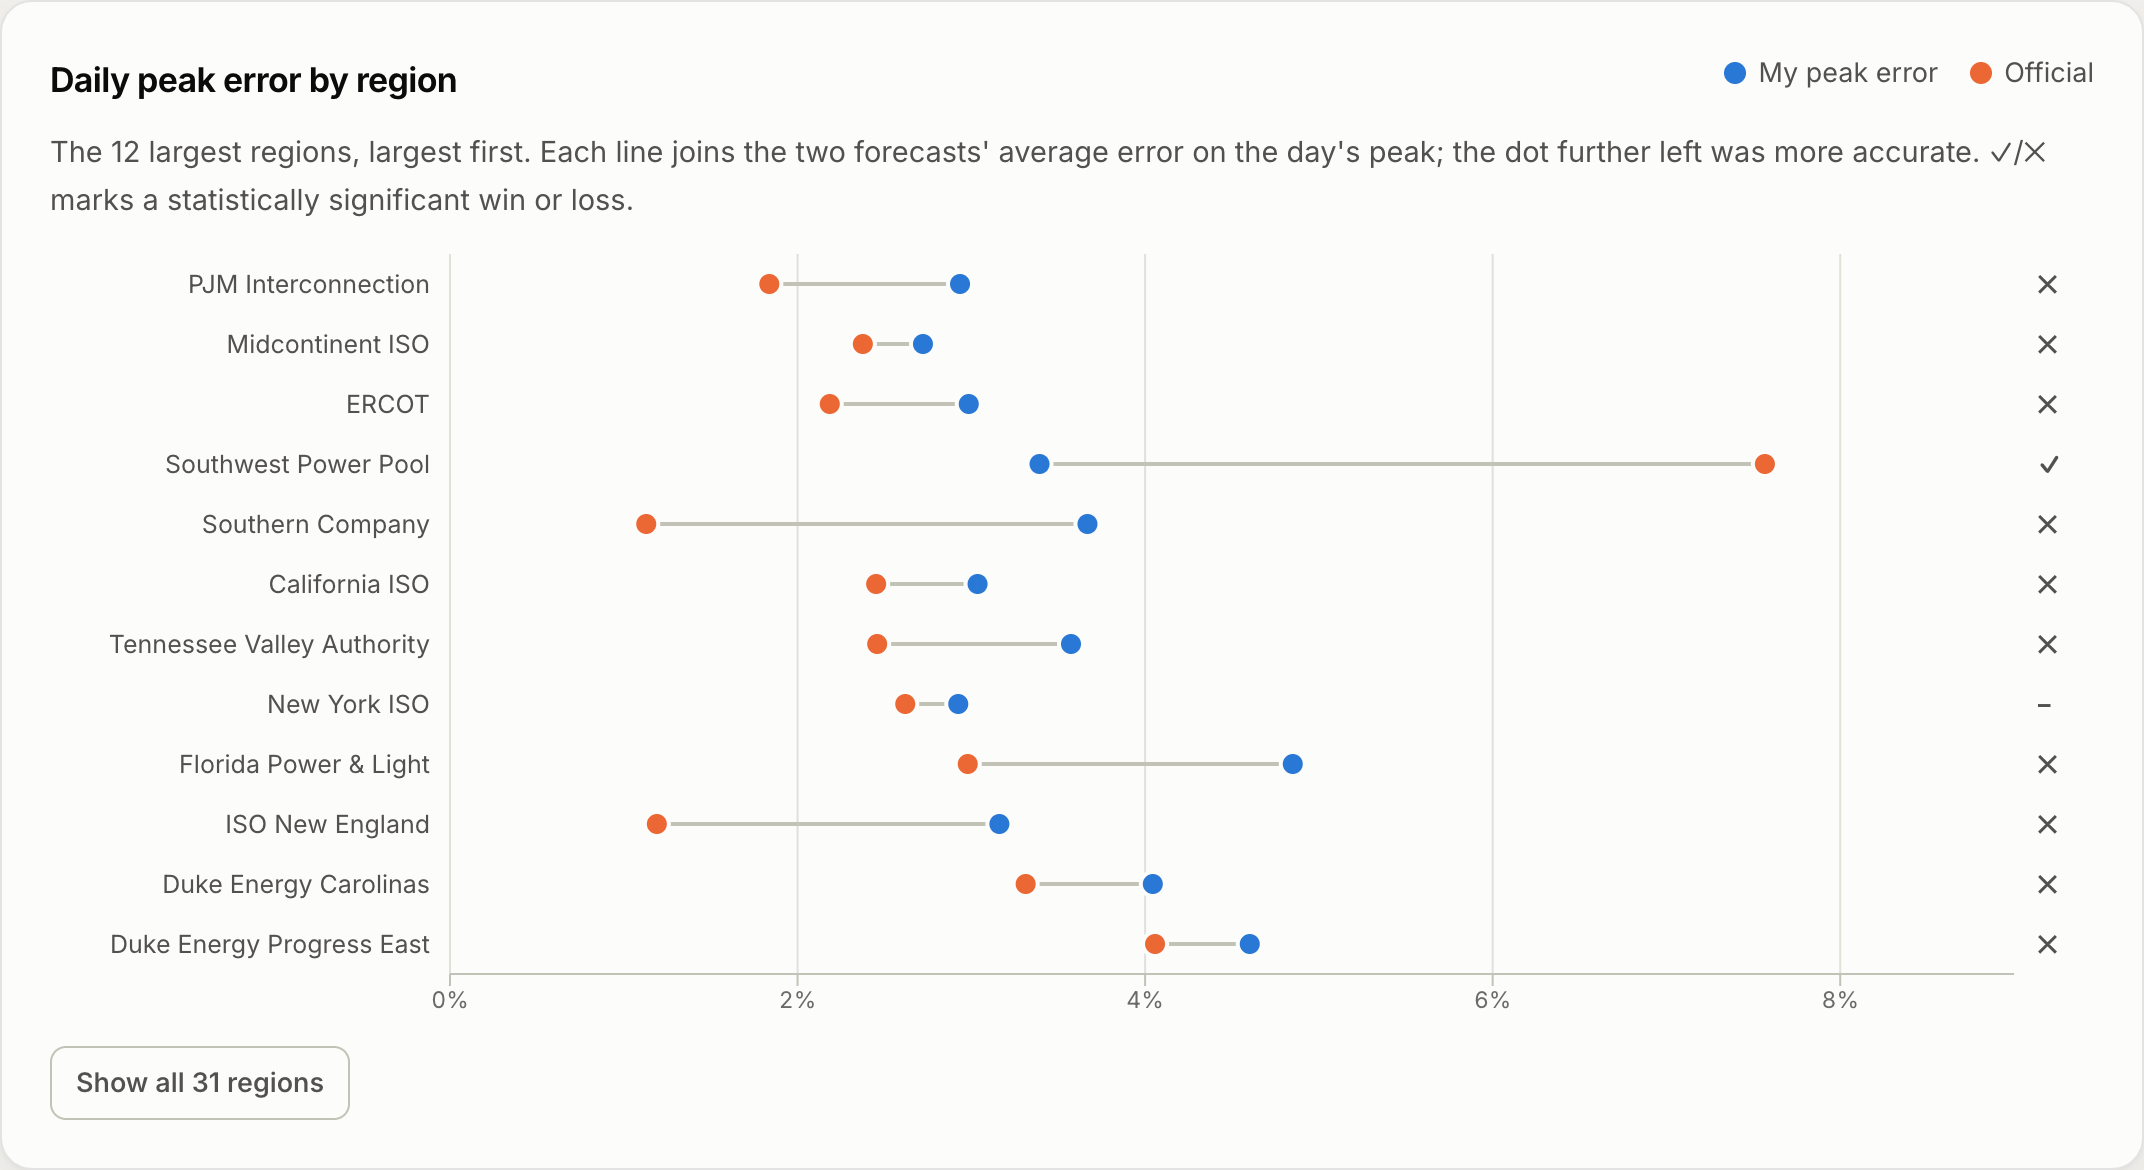 Daily peak error by region
My peak error
Official
The 12 largest regions, largest first. Each line joins the two forecasts' average error on the day's peak; the dot further left was more accurate. ✓/✕
marks a statistically significant win or loss.
PJM Interconnection ✕
Midcontinent ISO ✕
ERCOT ✕
Southwest Power Pool ✓
Southern Company ✕
California ISO ✕
Tennessee Valley Authority ✕
New York ISO –
Florida Power & Light ✕
ISO New England ✕
Duke Energy Carolinas ✕
Duke Energy Progress East ✕
0% 2% 4% 6% 8%
Show all 31 regions